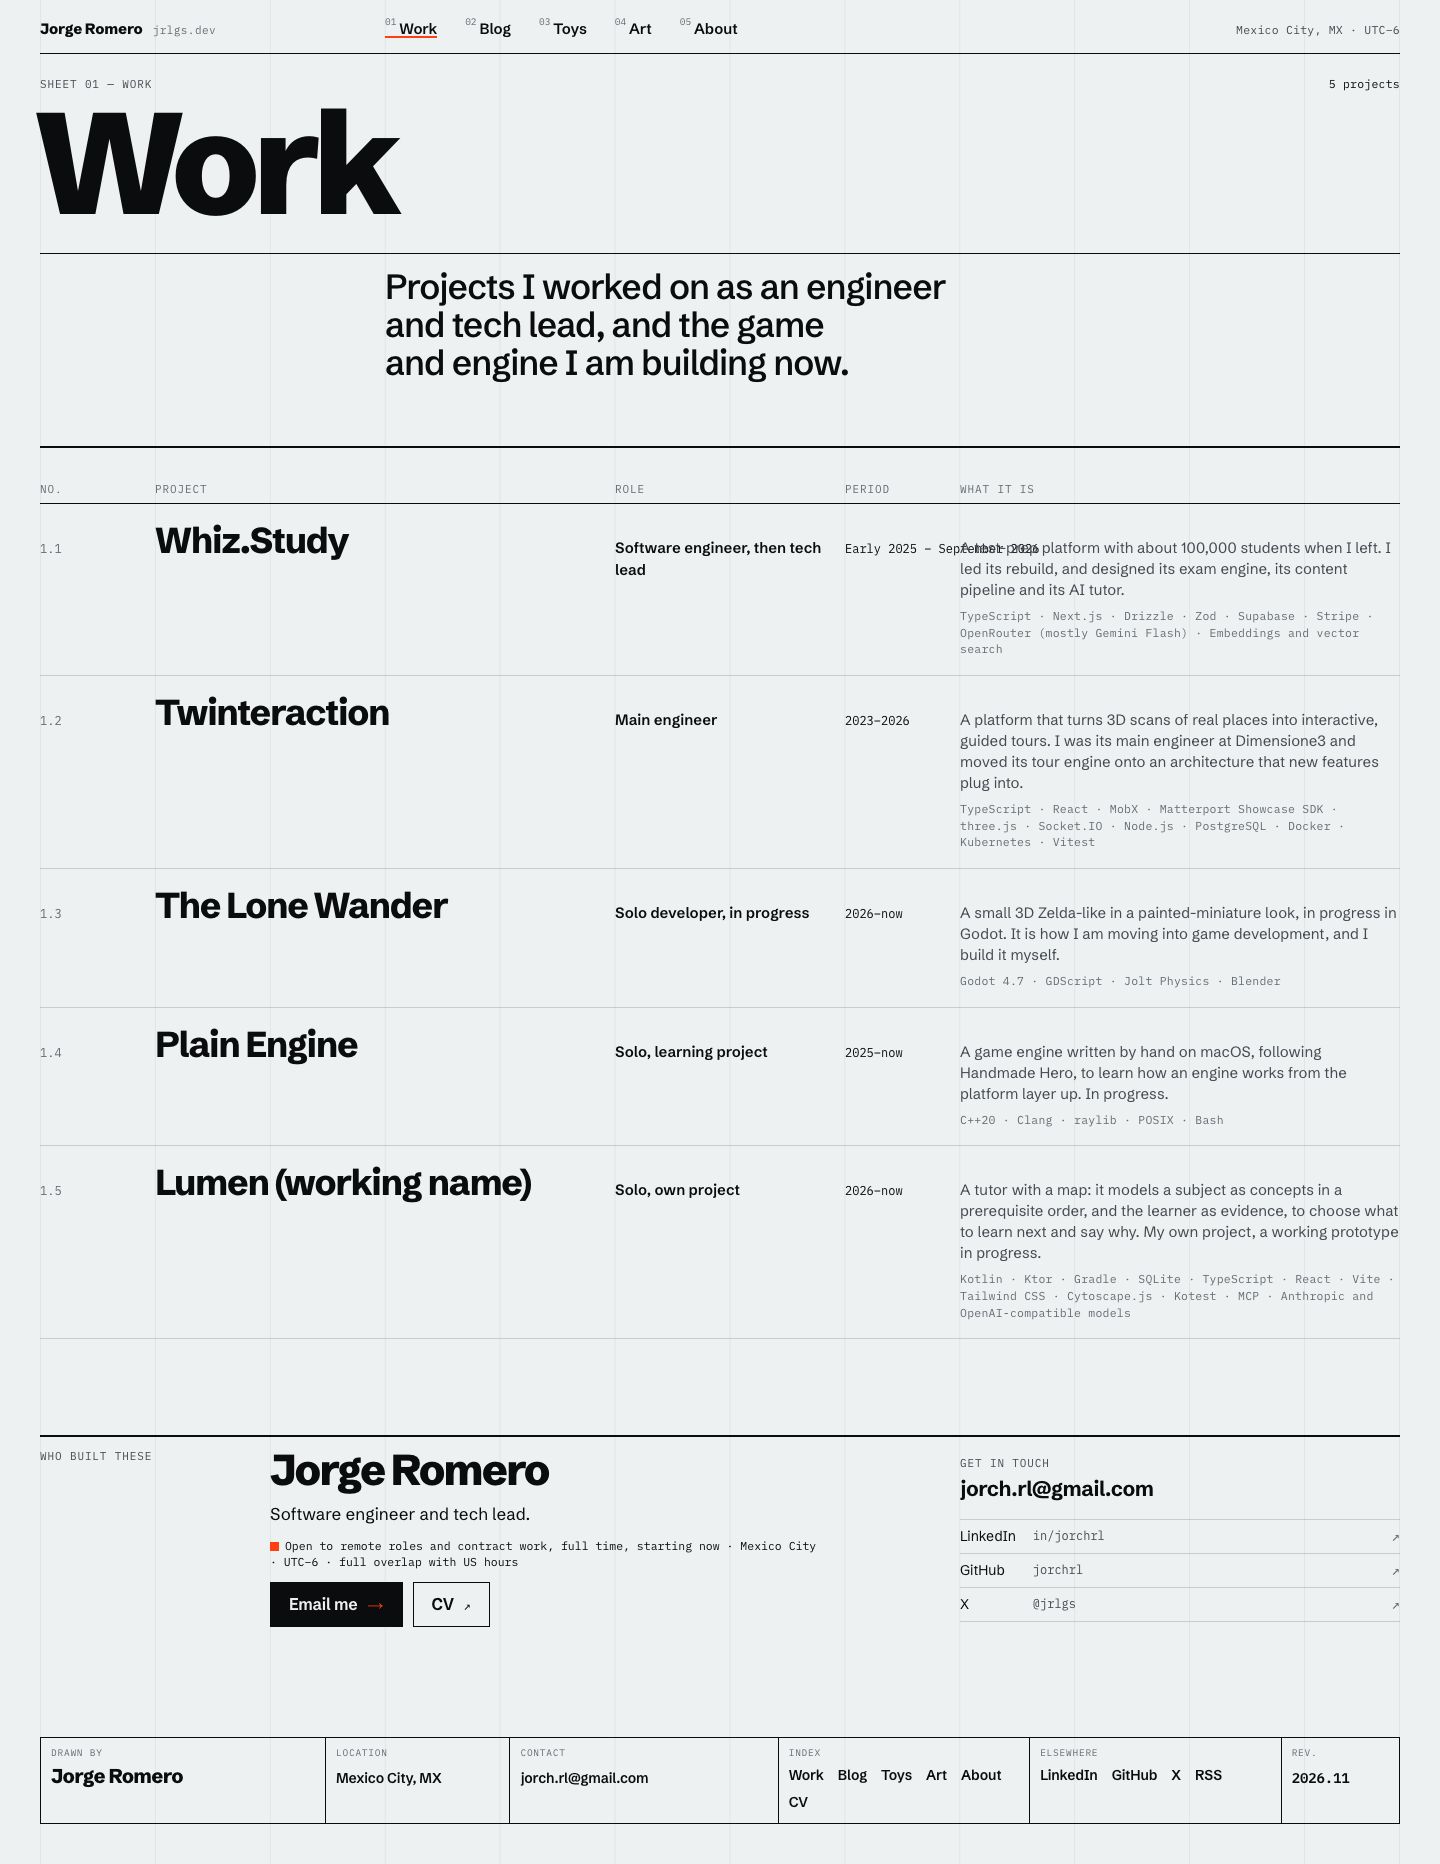 Jorge Romero jrlgs.dev 01 Work 02 Blog 03 Toys 04 Art 05 About Mexico City, MX · UTC−6
SHEET 01 — WORK 5 projects
Work
Projects I worked on as an engineer
and tech lead, and the game
and engine I am building now.
NO. PROJECT ROLE PERIOD WHAT IT IS
1.1 Whiz.Study
Software engineer, then tech
lead
Early 2025 – September 2026
A test-prep platform with about 100,000 students when I left. I
led its rebuild, and designed its exam engine, its content
pipeline and its AI tutor.
TypeScript · Next.js · Drizzle · Zod · Supabase · Stripe ·
OpenRouter (mostly Gemini Flash) · Embeddings and vector
search
1.2 Twinteraction
Main engineer
2023–2026
A platform that turns 3D scans of real places into interactive,
guided tours. I was its main engineer at Dimensione3 and
moved its tour engine onto an architecture that new features
plug into.
TypeScript · React · MobX · Matterport Showcase SDK ·
three.js · Socket.IO · Node.js · PostgreSQL · Docker ·
Kubernetes · Vitest
1.3 The Lone Wander
Solo developer, in progress
2026–now
A small 3D Zelda-like in a painted-miniature look, in progress in
Godot. It is how I am moving into game development, and I
build it myself.
Godot 4.7 · GDScript · Jolt Physics · Blender
1.4 Plain Engine
Solo, learning project
2025–now
A game engine written by hand on macOS, following
Handmade Hero, to learn how an engine works from the
platform layer up. In progress.
C++20 · Clang · raylib · POSIX · Bash
1.5 Lumen (working name)
Solo, own project
2026–now
A tutor with a map: it models a subject as concepts in a
prerequisite order, and the learner as evidence, to choose what
to learn next and say why. My own project, a working prototype
in progress.
Kotlin · Ktor · Gradle · SQLite · TypeScript · React · Vite ·
Tailwind CSS · Cytoscape.js · Kotest · MCP · Anthropic and
OpenAI-compatible models
WHO BUILT THESE
Jorge Romero
Software engineer and tech lead.
Open to remote roles and contract work, full time, starting now · Mexico City
· UTC−6 · full overlap with US hours
Email me → CV ↗
GET IN TOUCH
jorch.rl@gmail.com
LinkedIn in/jorchrl ↗
GitHub jorchrl ↗
X @jrlgs ↗
DRAWN BY
Jorge Romero
LOCATION
Mexico City, MX
CONTACT
jorch.rl@gmail.com
INDEX
Work Blog Toys Art About
CV
ELSEWHERE
LinkedIn GitHub X RSS
REV.
2026.11